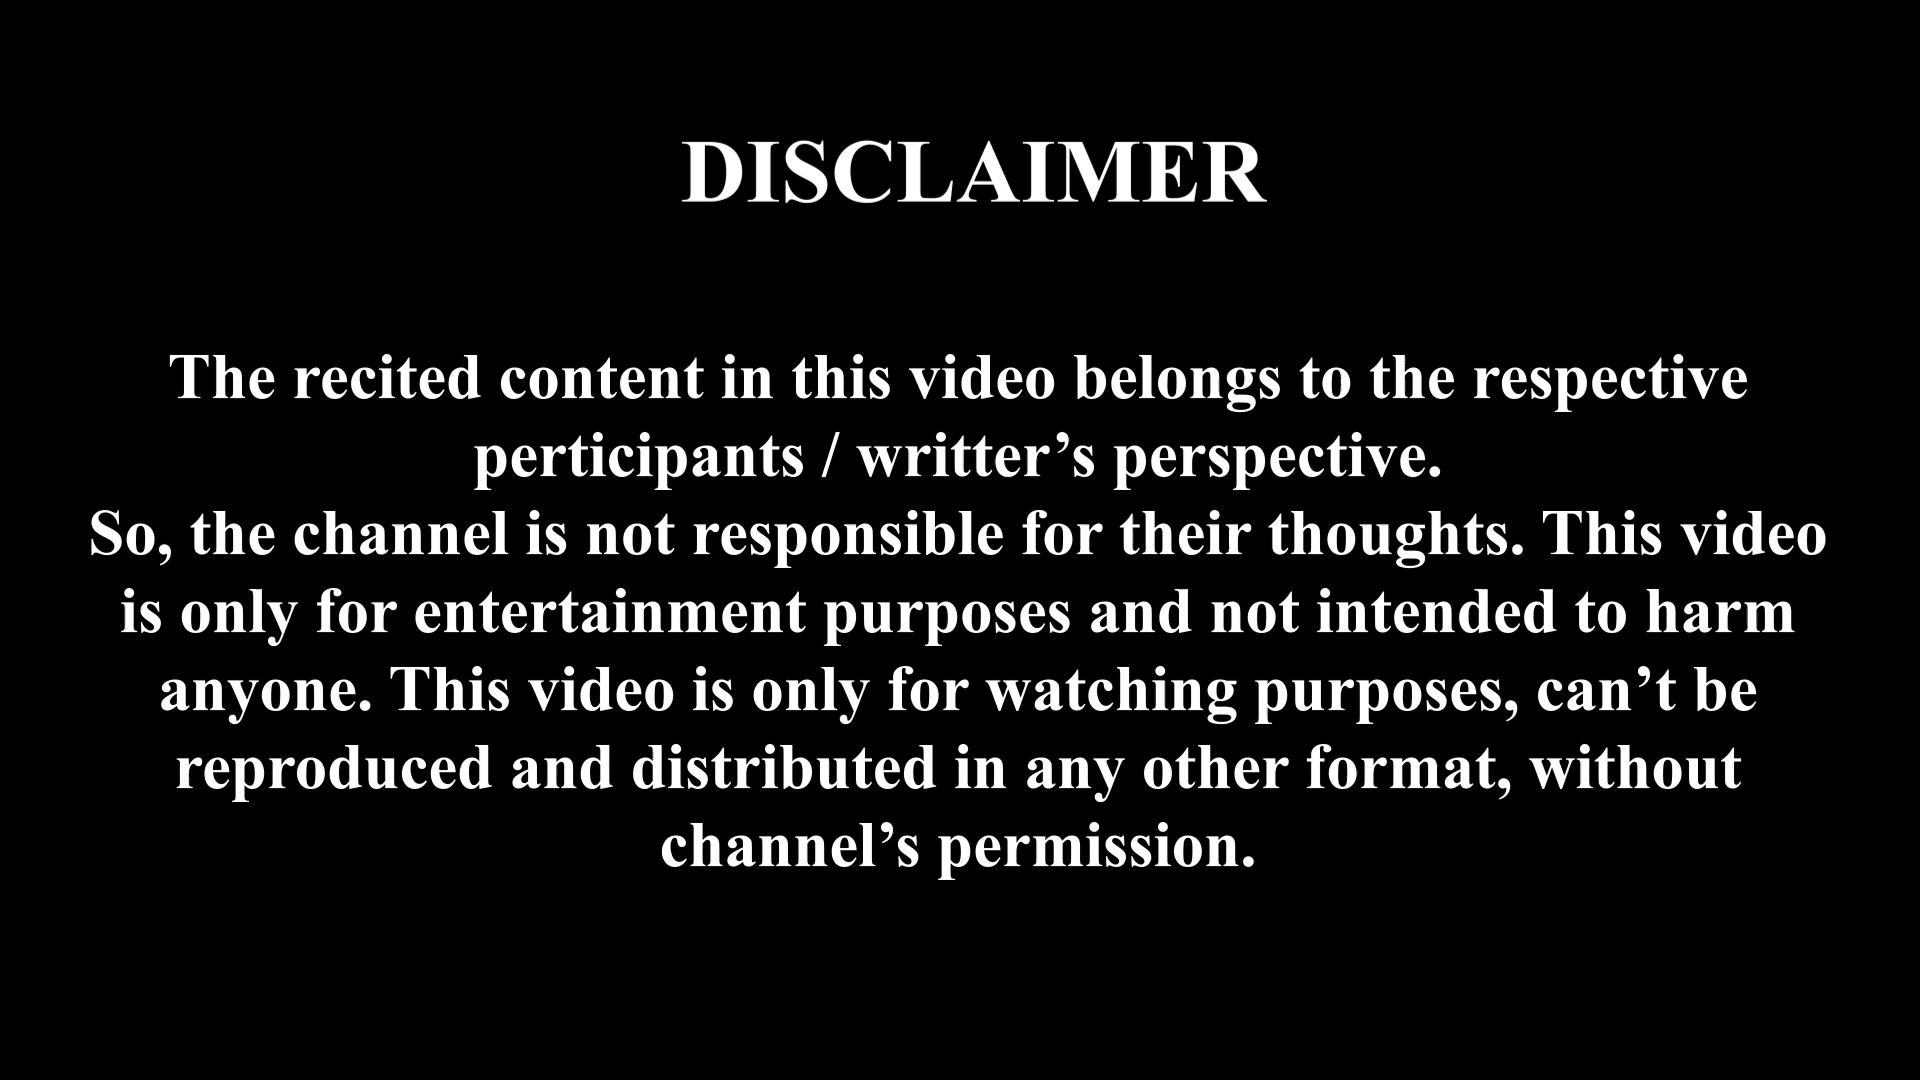 DISCLAIMER
The recited content in this video belongs to the respective
perticipants / writter’s perspective.
So, the channel is not responsible for their thoughts. This video
is only for entertainment purposes and not intended to harm
anyone. This video is only for watching purposes, can’t be
reproduced and distributed in any other format, without
channel’s permission.